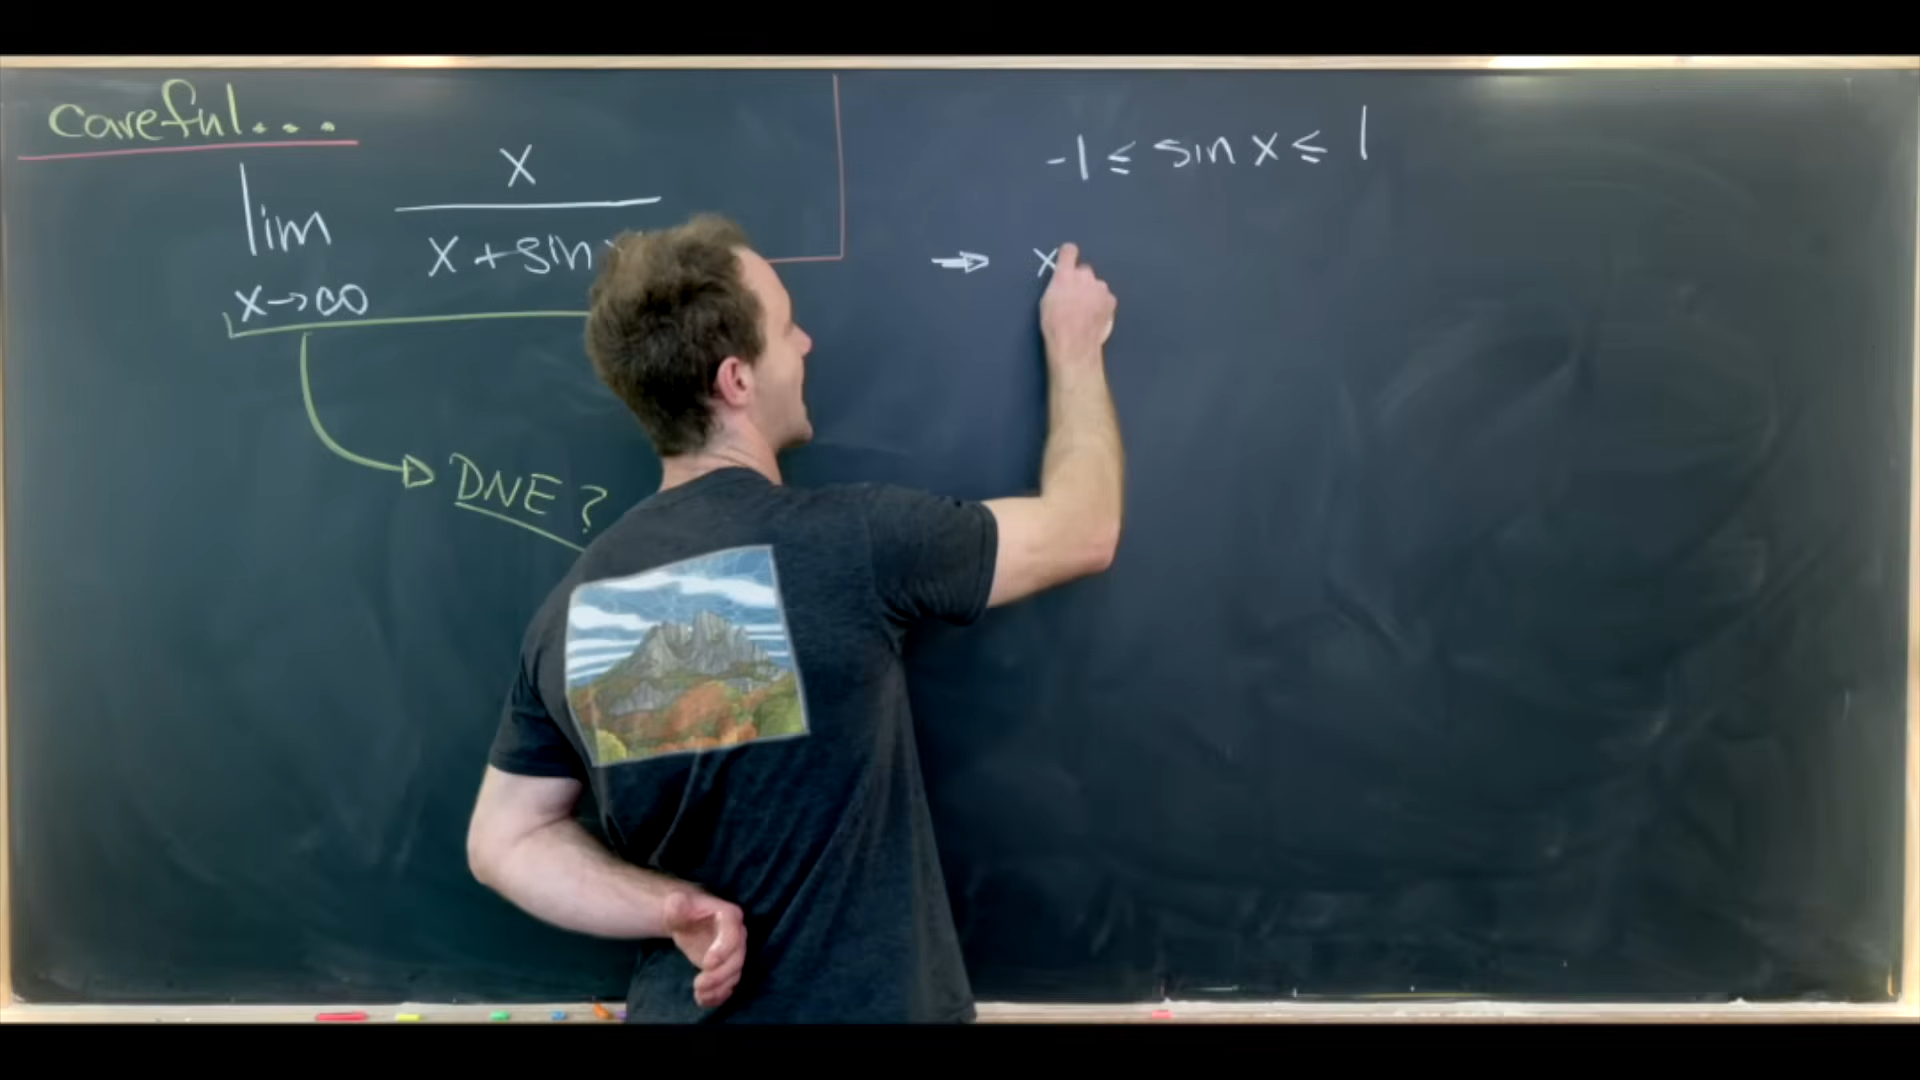 careful...
lim x→∞ x / x + sin
DNE?
-1 ≤ sin x ≤ 1
⇒ x